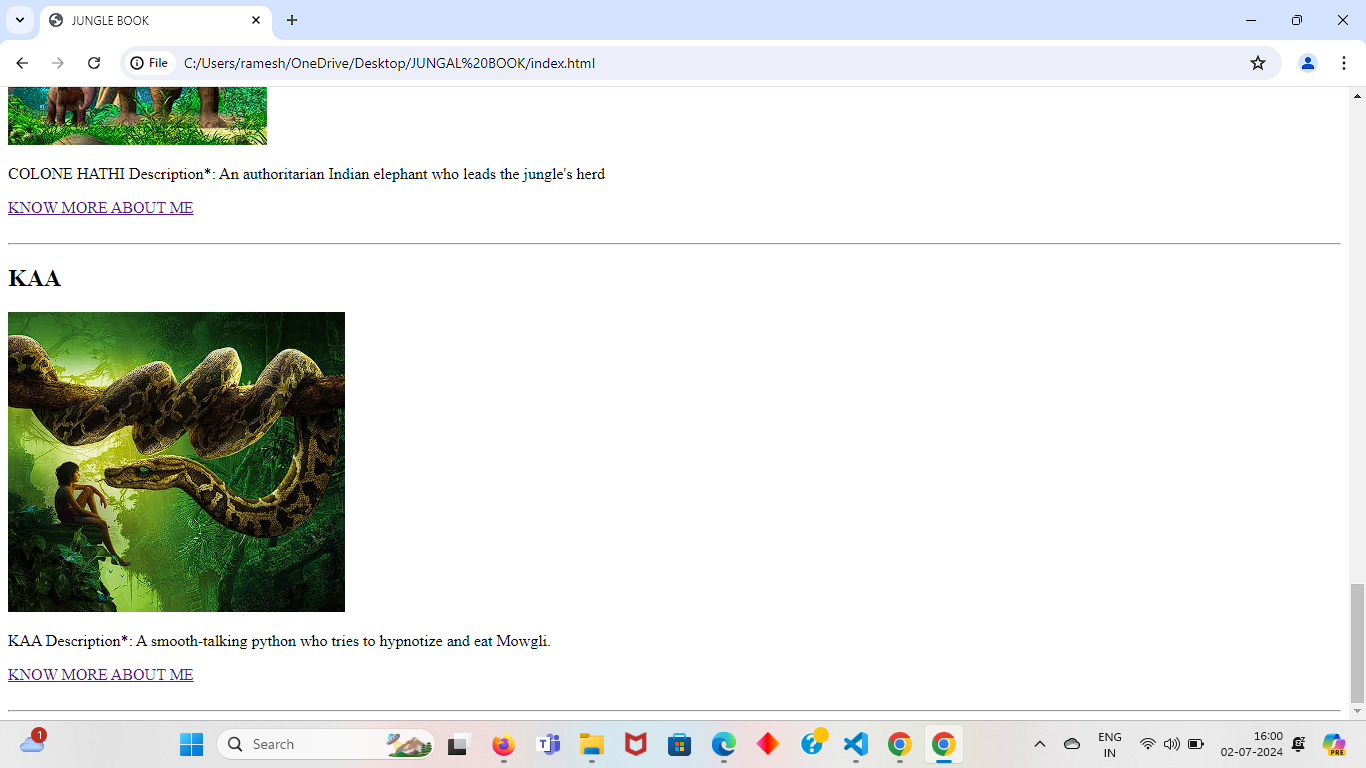 JUNGLE BOOK
File
C:/Users/ramesh/OneDrive/Desktop/JUNGAL%20BOOK/index.html
COLONE HATHI Description*: An authoritarian Indian elephant who leads the jungle's herd
KNOW MORE ABOUT ME
KAA
KAA Description*: A smooth-talking python who tries to hypnotize and eat Mowgli.
KNOW MORE ABOUT ME
1
Search
ENG
IN
16:00
02-07-2024
PRE